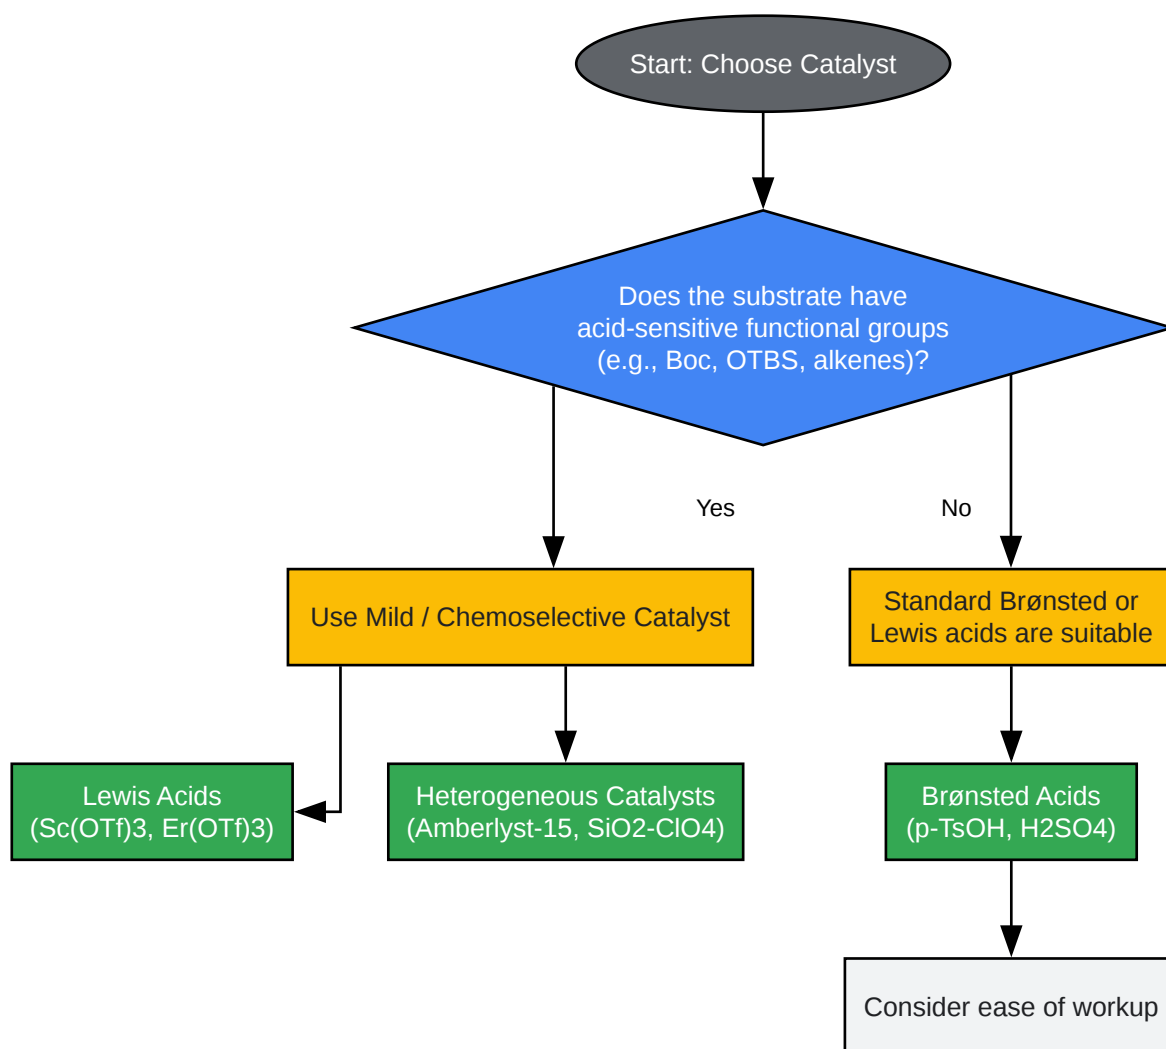 Start: Choose Catalyst
Does the substrate have
acid-sensitive functional groups
(e.g., Boc, OTBS, alkenes)?
Yes
No
Use Mild / Chemoselective Catalyst
Standard Brønsted or
Lewis acids are suitable
Lewis Acids
(Sc(OTf)3, Er(OTf)3)
Heterogeneous Catalysts
(Amberlyst-15, SiO2-ClO4)
Brønsted Acids
(p-TsOH, H2SO4)
Consider ease of workup